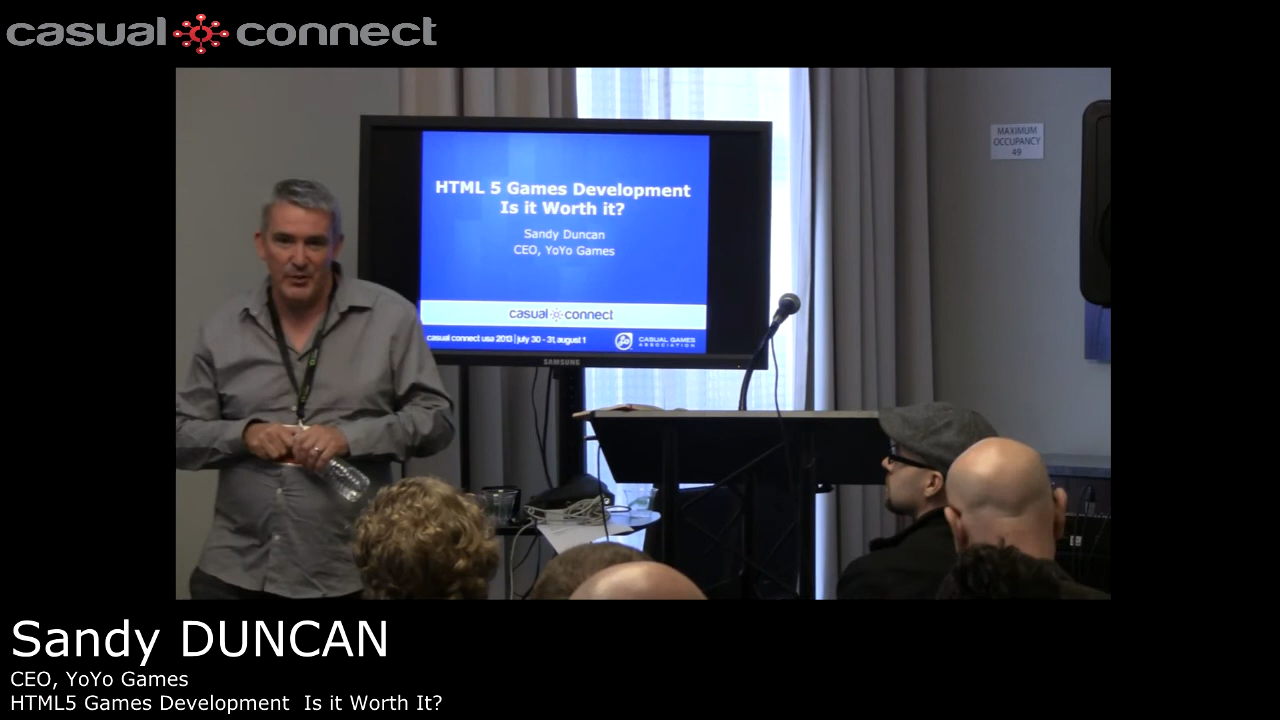 casual connect
MAXIMUM
OCCUPANCY
49
HTML 5 Games Development
Is it Worth it?
Sandy Duncan
CEO, YoYo Games
casual connect
casual connect usa 2013 | july 30 - 31, august 1
CASUAL GAMES
ASSOCIATION
SAMSUNG
Sandy DUNCAN
CEO, YoYo Games
HTML5 Games Development  Is it Worth It?